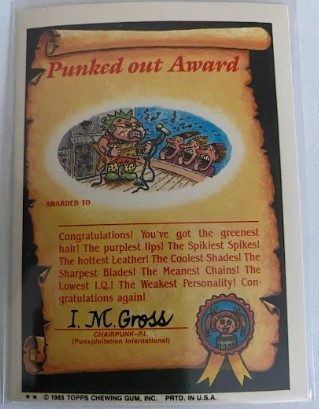 Punked out Award
AWARDED TO
Congratulations! You've got the greenest
hair! The purplest lips! The Spikiest Spikes!
The hottest Leather! The Coolest Shades! The
Sharpest Blades! The Meanest Chains! The
Lowest I.Q.! The Weakest Personality! Con-
gratulations again!
I. M. Gross
CHAIRPUNK-P.I.
(Punxploitation International)
** © 1985 TOPPS CHEWING GUM, INC. PRTD. IN U.S.A.